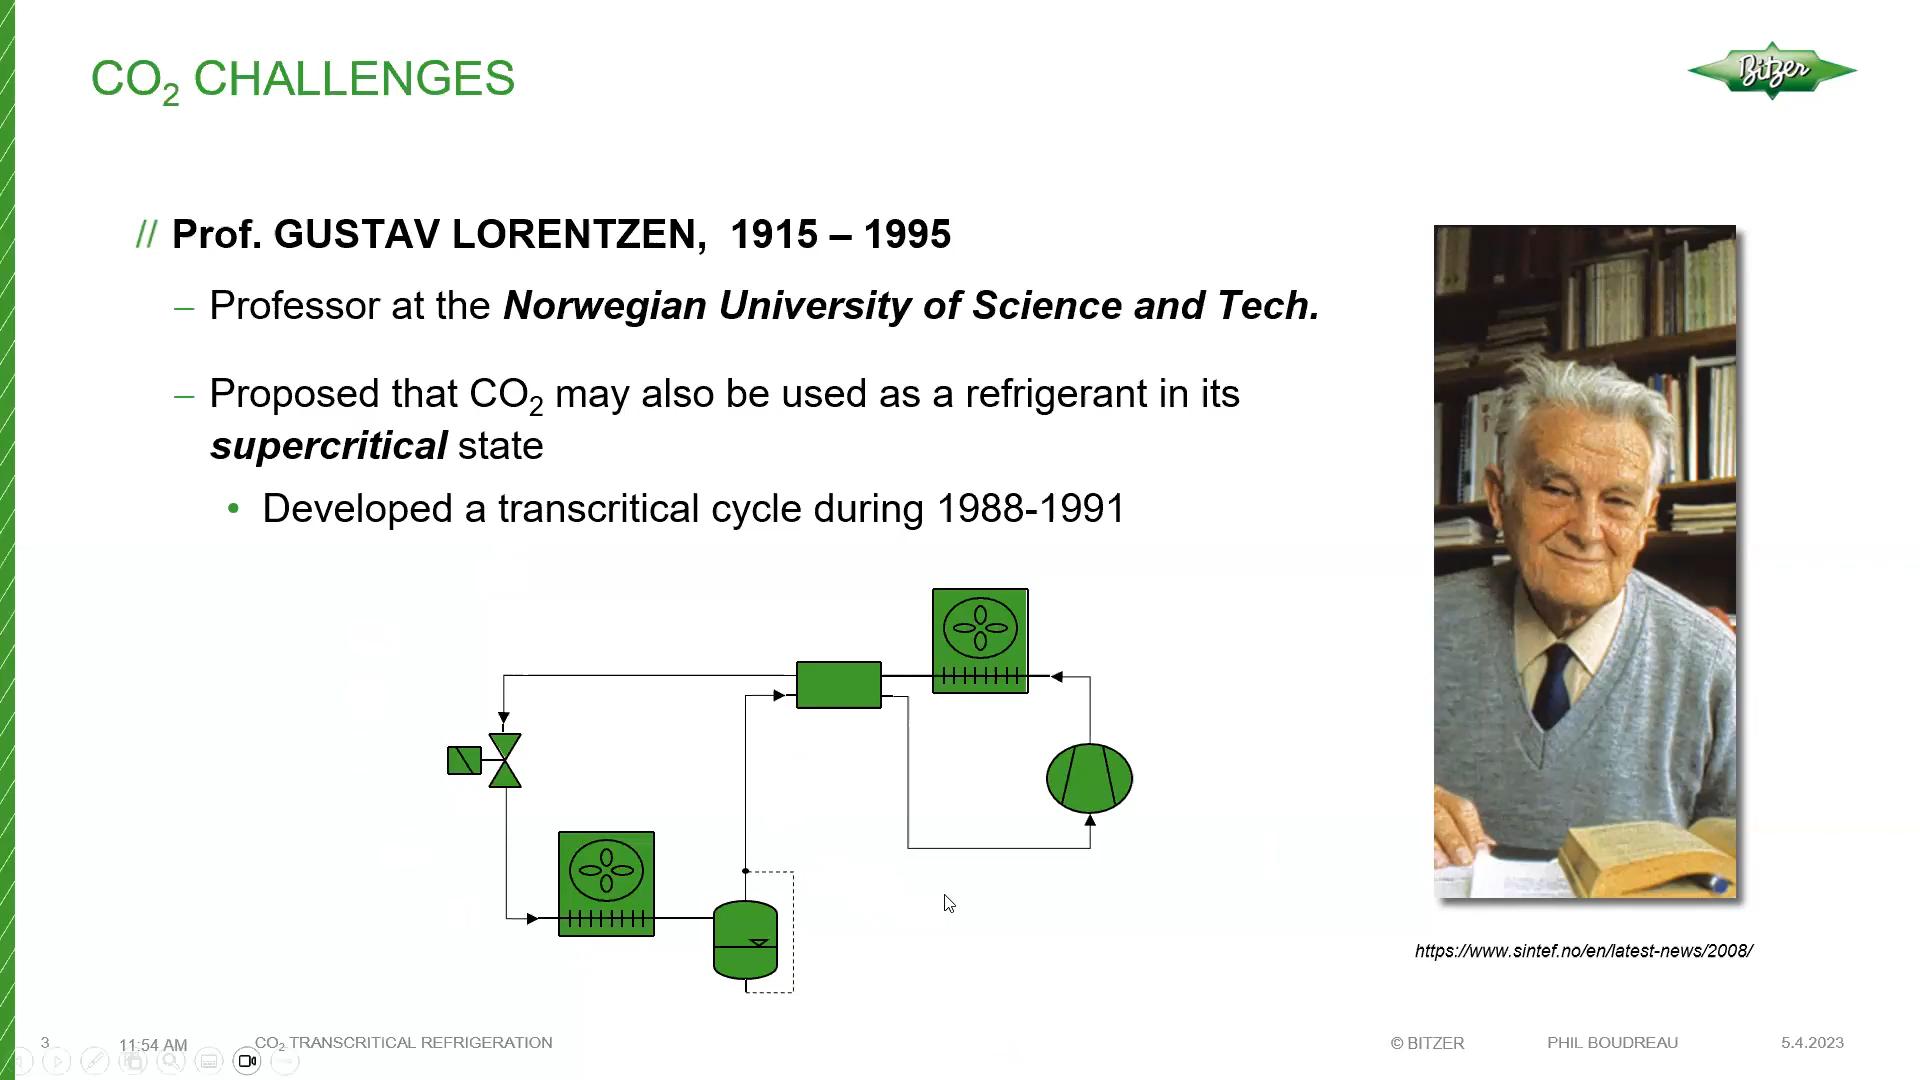 CO₂ CHALLENGES
Bitzer
// Prof. GUSTAV LORENTZEN, 1915 – 1995
– Professor at the Norwegian University of Science and Tech.
– Proposed that CO₂ may also be used as a refrigerant in its
supercritical state
• Developed a transcritical cycle during 1988-1991
https://www.sintef.no/en/latest-news/2008/
3
11:54 AM
CO₂ TRANSCRITICAL REFRIGERATION
© BITZER
PHIL BOUDREAU
5.4.2023